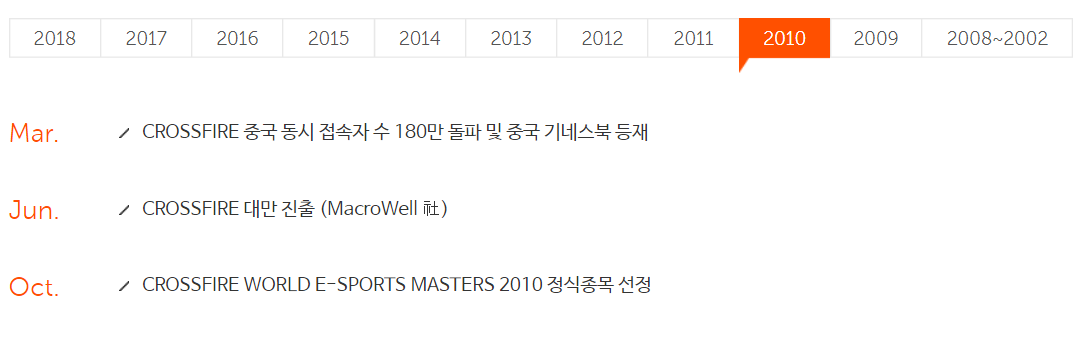 2018 2017 2016 2015 2014 2013 2012 2011 2010 2009 2008~2002
Mar. CROSSFIRE 중국 동시 접속자 수 180만 돌파 및 중국 기네스북 등재
Jun. CROSSFIRE 대만 진출 (MacroWell 社)
Oct. CROSSFIRE WORLD E-SPORTS MASTERS 2010 정식종목 선정